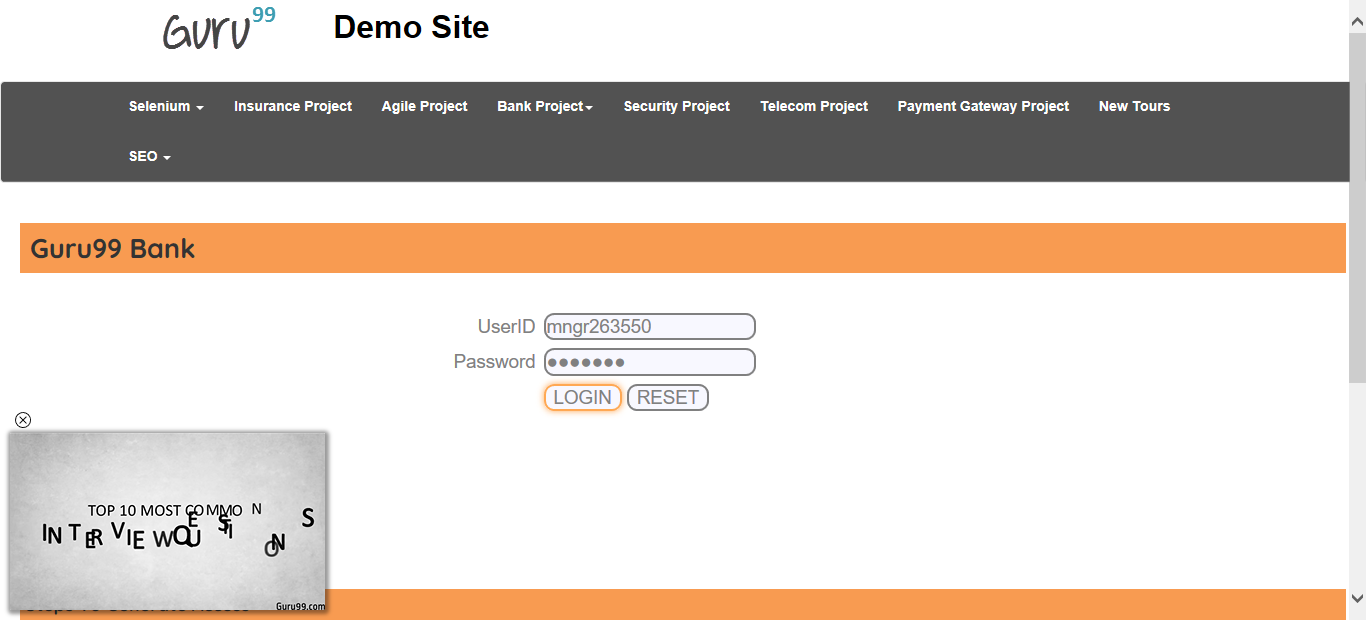 Guru99
Demo Site
Selenium
Insurance Project
Agile Project
Bank Project
Security Project
Telecom Project
Payment Gateway Project
New Tours
SEO
Guru99 Bank
UserID
mngr263550
Password
LOGIN
RESET
TOP 10 MOST COMMON
INTERVIEW QUESTIONS
Guru99.com